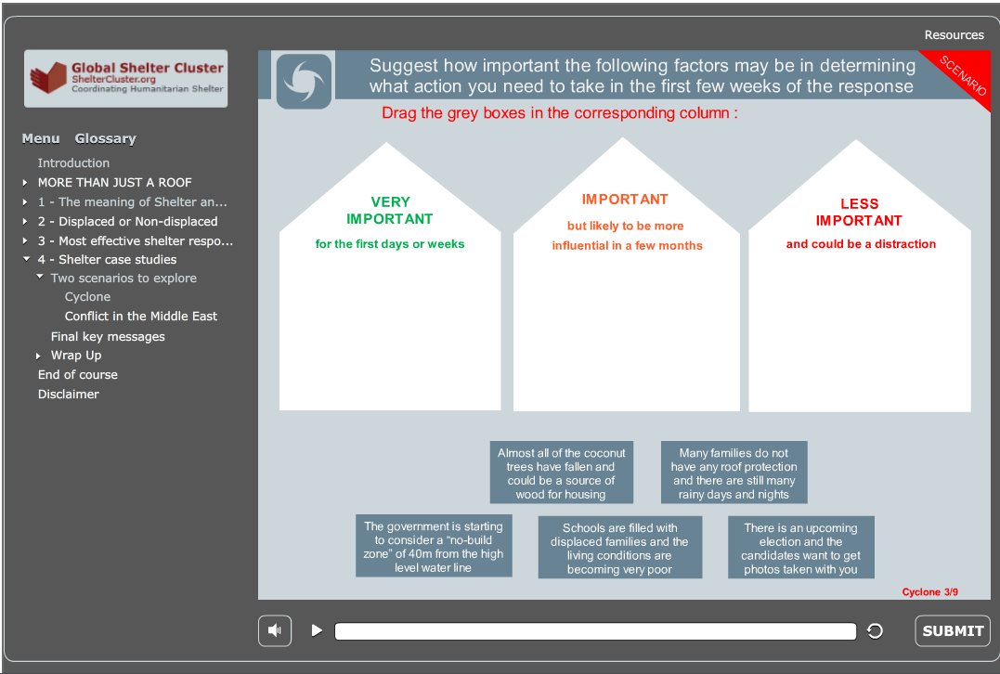 Resources
Global Shelter Cluster
ShelterCluster.org
Coordinating Humanitarian Shelter
Menu Glossary
Introduction
MORE THAN JUST A ROOF
1 - The meaning of Shelter an...
2 - Displaced or Non-displaced
3 - Most effective shelter respo...
4 - Shelter case studies
Two scenarios to explore
Cyclone
Conflict in the Middle East
Final key messages
Wrap Up
End of course
Disclaimer
Suggest how important the following factors may be in determining
what action you need to take in the first few weeks of the response
SCENARIO
Drag the grey boxes in the corresponding column :
VERY
IMPORTANT
for the first days or weeks
IMPORTANT
but likely to be more
influential in a few months
LESS
IMPORTANT
and could be a distraction
Almost all of the coconut
trees have fallen and
could be a source of
wood for housing
Many families do not
have any roof protection
and there are still many
rainy days and nights
The government is starting
to consider a “no-build
zone” of 40m from the high
level water line
Schools are filled with
displaced families and the
living conditions are
becoming very poor
There is an upcoming
election and the
candidates want to get
photos taken with you
Cyclone 3/9
SUBMIT